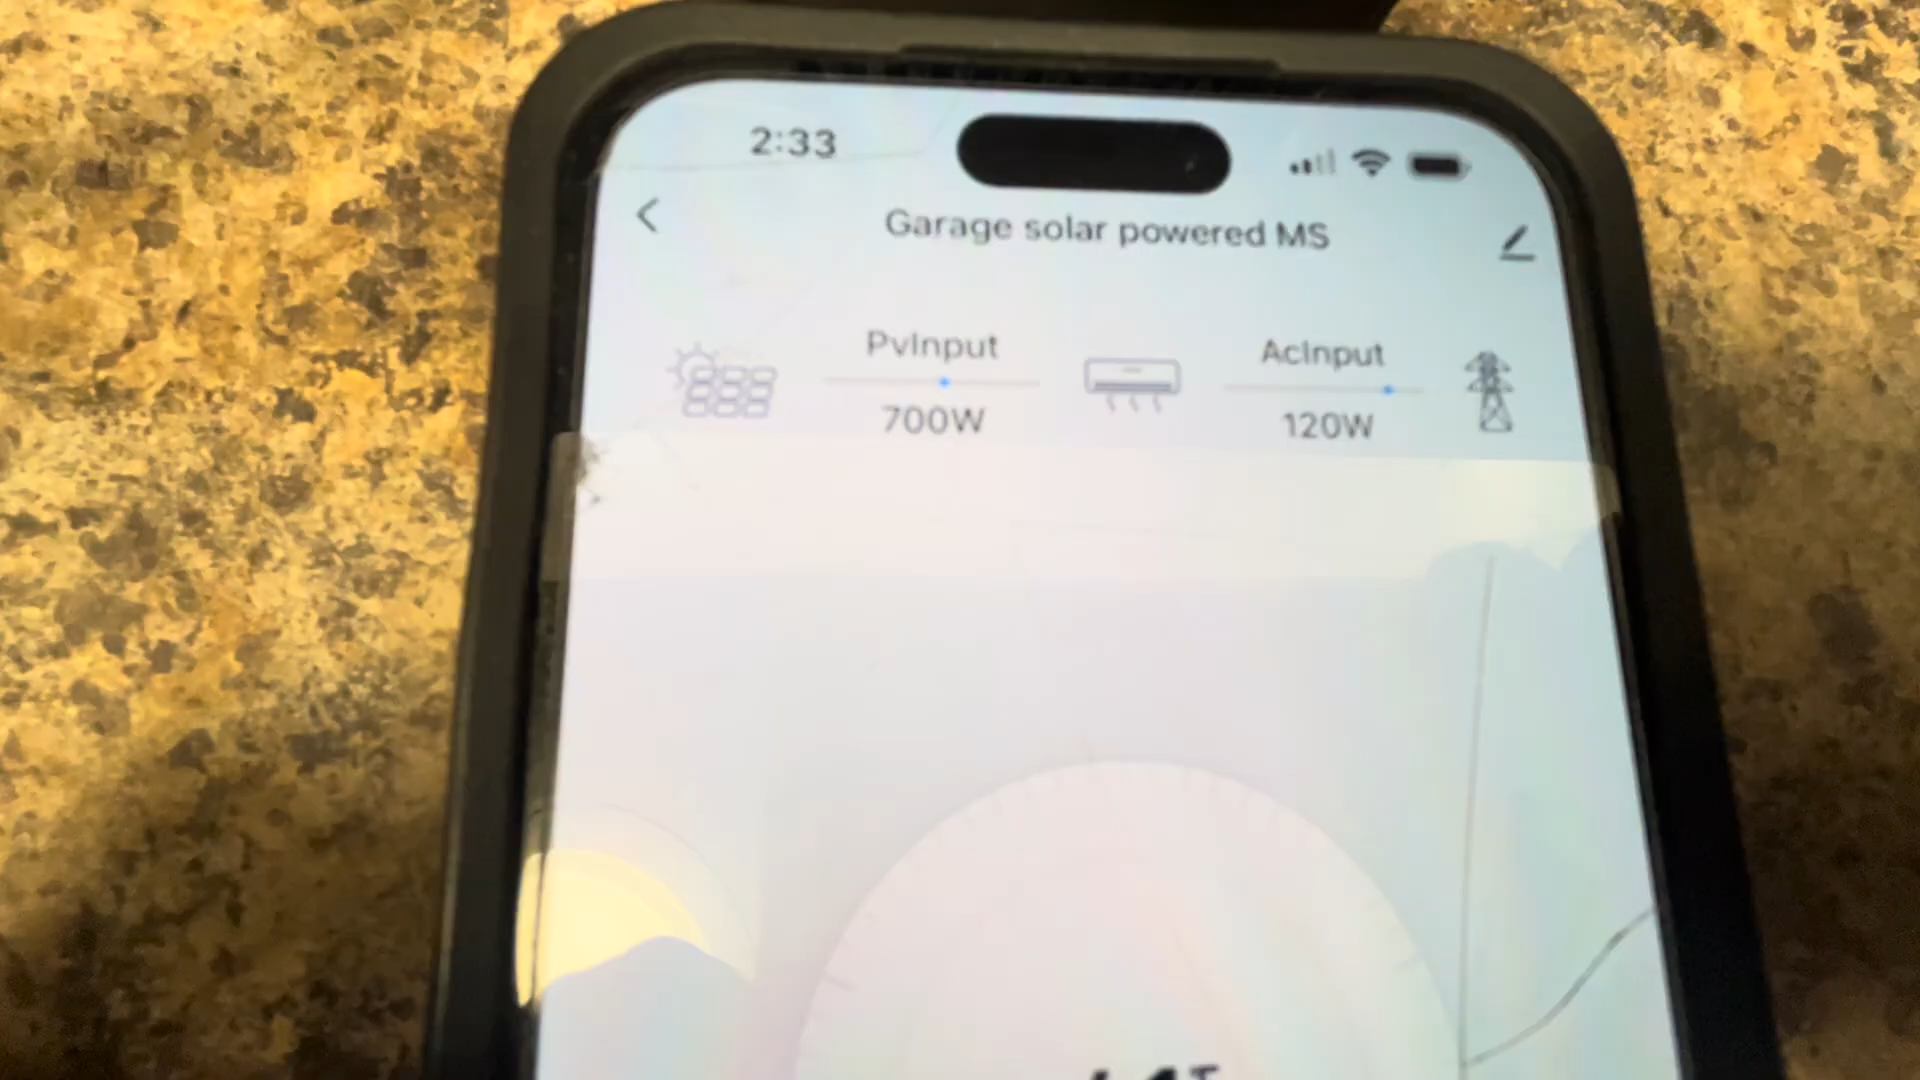 2:33
Garage solar powered MS
PvInput
AcInput
700W
120W